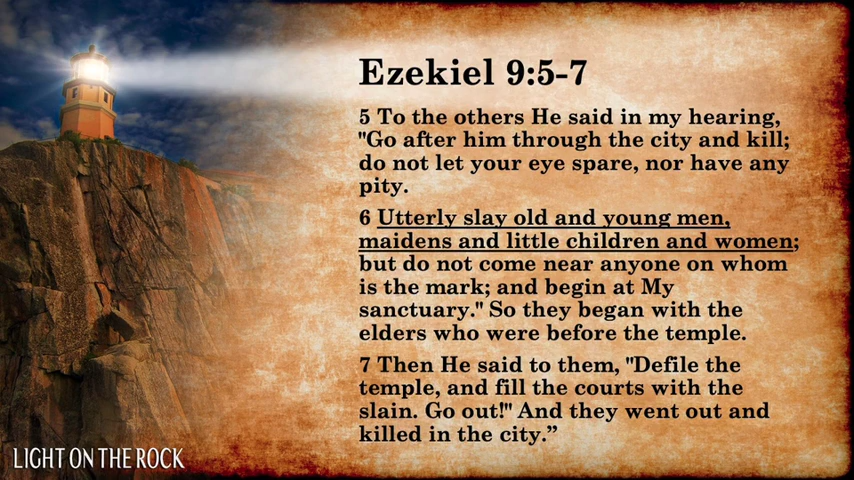 Ezekiel 9:5-7
5 To the others He said in my hearing,
"Go after him through the city and kill;
do not let your eye spare, nor have any
pity.
6 Utterly slay old and young men,
maidens and little children and women;
but do not come near anyone on whom
is the mark; and begin at My
sanctuary." So they began with the
elders who were before the temple.
7 Then He said to them, "Defile the
temple, and fill the courts with the
slain. Go out!" And they went out and
killed in the city.”
LIGHT ON THE ROCK